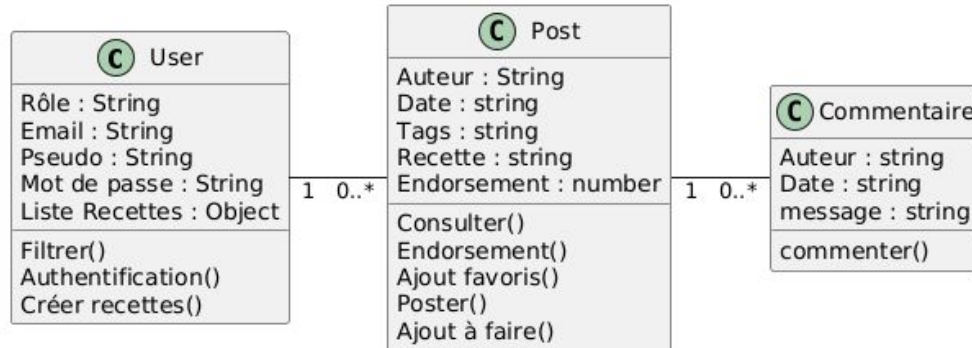 C User
Rôle : String
Email : String
Pseudo : String
Mot de passe : String
Liste Recettes : Object
Filtrer()
Authentification()
Créer recettes()
1 0..*
C Post
Auteur : String
Date : string
Tags : string
Recette : string
Endorsement : number
Consulter()
Endorsement()
Ajout favoris()
Poster()
Ajout à faire()
1 0..*
C Commentaire
Auteur : string
Date : string
message : string
commenter()